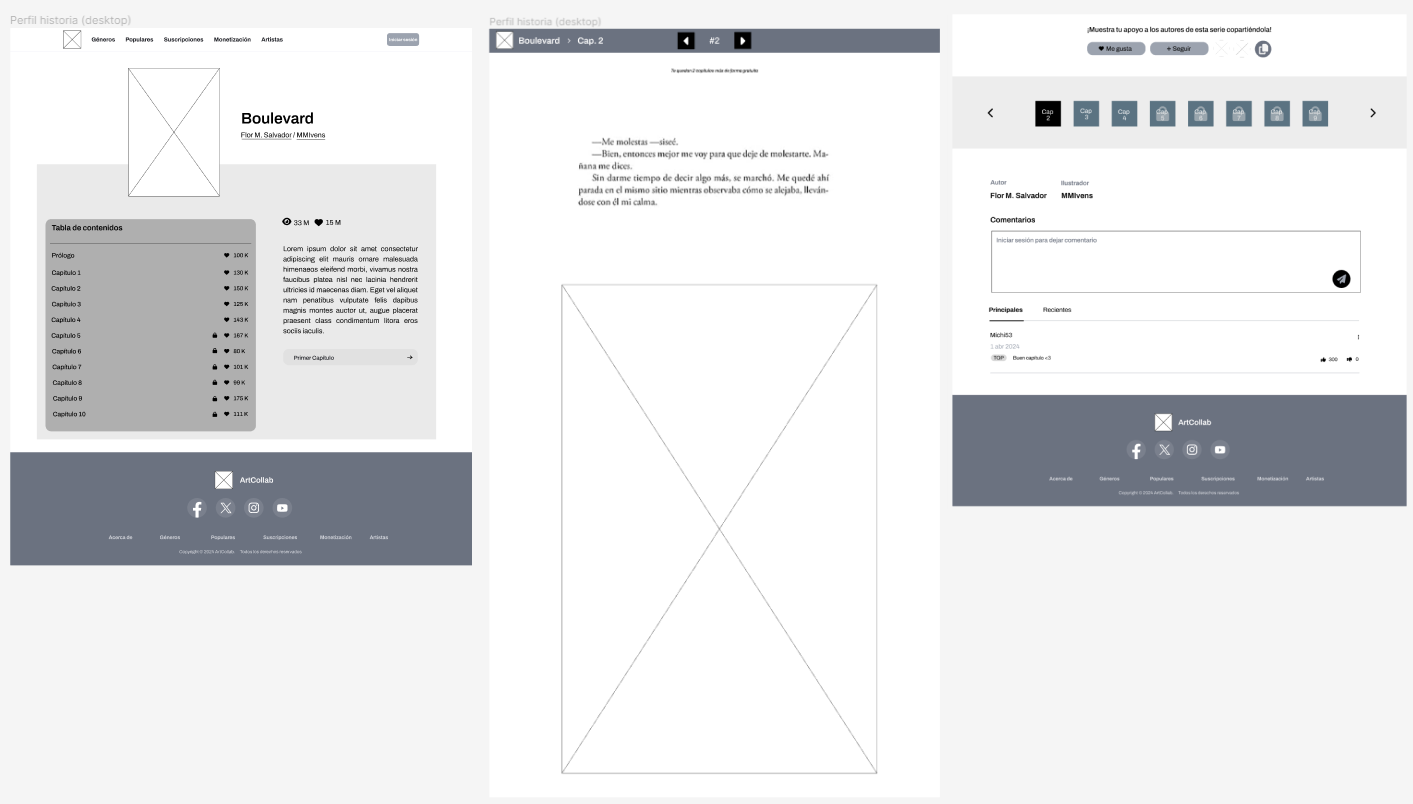 Perfil historia (desktop)
Géneros Populares Suscripciones Monetización Artistas Iniciar sesión
Boulevard
Flor M. Salvador / MMivens
Tabla de contenidos
Prólogo 100 K
Capítulo 1 130 K
Capítulo 2 150 K
Capítulo 3 125 K
Capítulo 4 143 K
Capítulo 5 167 K
Capítulo 6 80 K
Capítulo 7 101 K
Capítulo 8 99 K
Capítulo 9 175 K
Capítulo 10 111 K
33 M 15 M
Lorem ipsum dolor sit amet consectetur
adipiscing elit mauris ornare malesuada
himenaeos eleifend morbi, vivamus nostra
faucibus platea nisl nec lacinia hendrerit
ultricies id maecenas diam. Eget vel aliquet
nam penatibus vulputate felis dapibus
magnis montes auctor ut, augue placerat
praesent class condimentum litora eros
sociis iaculis.
Primer Capítulo
ArtCollab
Acerca de Géneros Populares Suscripciones Monetización Artistas
Copyright © 2025 ArtCollab. Todos los derechos reservados.
Perfil historia (desktop)
Boulevard › Cap. 2 #2
Te quedan 2 capítulos más de forma gratuita
—Me molestas —siseé.
—Bien, entonces mejor me voy para que deje de molestarte. Ma-
ñana me dices.
Sin darme tiempo de decir algo más, se marchó. Me quedé ahí
parada en el mismo sitio mientras observaba cómo se alejaba, lleván-
dose con él mi calma.
¡Muestra tu apoyo a los autores de esta serie copartiéndola!
Me gusta + Seguir
Cap 2 Cap 3 Cap 4 Cap 5 Cap 6 Cap 7 Cap 8 Cap 9
Autor Ilustrador
Flor M. Salvador MMivens
Comentarios
Iniciar sesión para dejar comentario
Principales Recientes
Michi53
1 abr 2024
TOP Buen capítulo <3 300 0
ArtCollab
Acerca de Géneros Populares Suscripciones Monetización Artistas
Copyright © 2025 ArtCollab. Todos los derechos reservados.